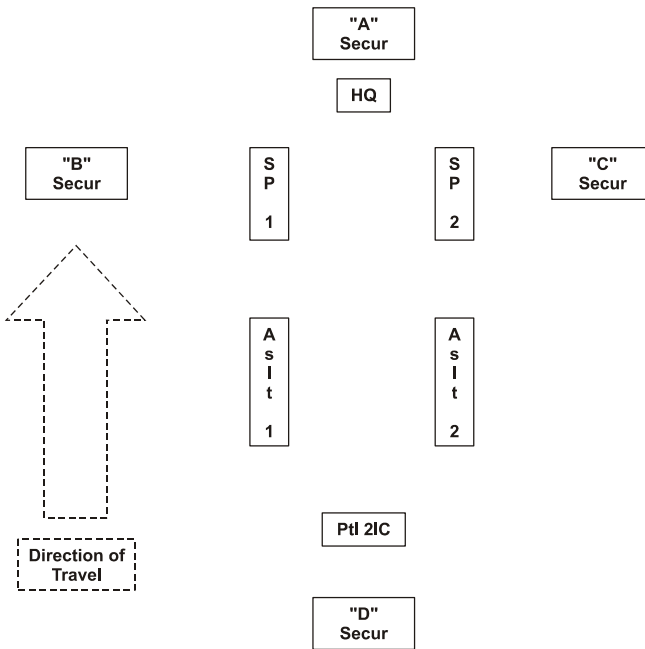 "A"
Secur
HQ
"B"
Secur
S
P
1
S
P
2
"C"
Secur
A
s
l
t
1
A
s
l
t
2
Ptl 2IC
Direction of
Travel
"D"
Secur